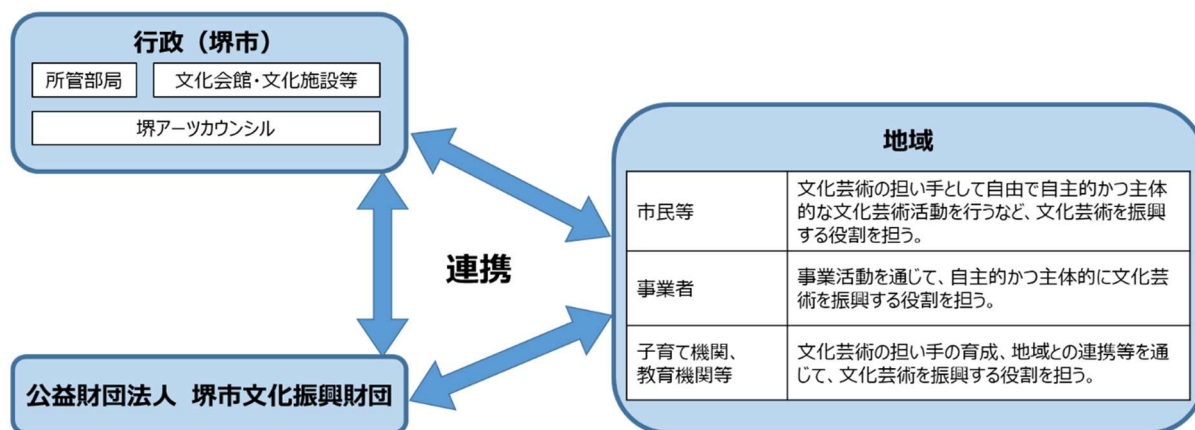 行政（堺市）
所管部局
文化会館・文化施設等
堺アーツカウンシル
連携
公益財団法人 堺市文化振興財団
地域
市民等
文化芸術の担い手として自由で自主的かつ主体
的な文化芸術活動を行うなど、文化芸術を振興
する役割を担う。
事業者
事業活動を通じて、自主的かつ主体的に文化芸
術を振興する役割を担う。
子育て機関、
教育機関等
文化芸術の担い手の育成、地域との連携等を通
じて、文化芸術を振興する役割を担う。